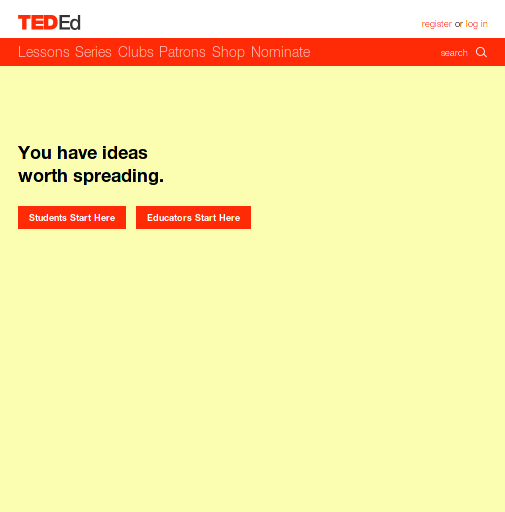 TEDEd
register or log in
Lessons Series Clubs Patrons Shop Nominate search
You have ideas
worth spreading.
Students Start Here Educators Start Here